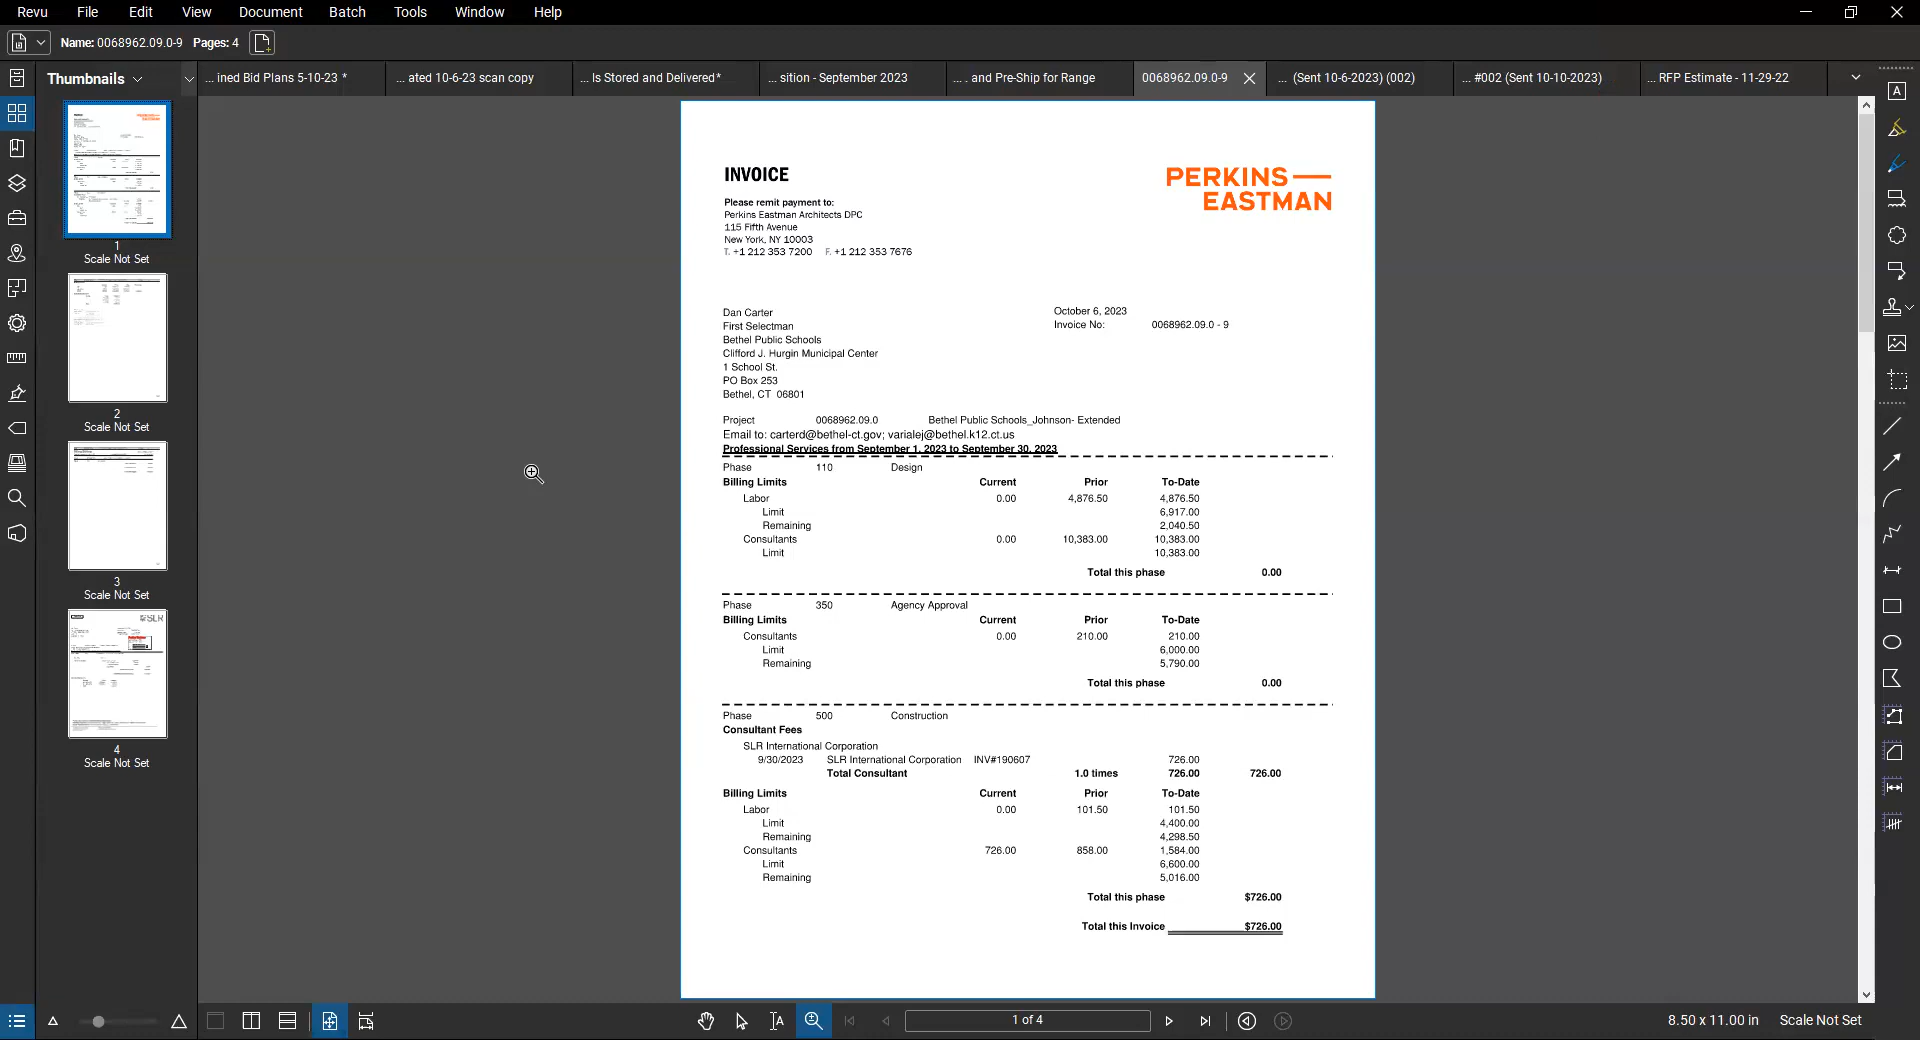 Revu File Edit View Document Batch Tools Window Help
Name: 0068962.09.0-9 Pages: 4
Thumbnails
... ined Bid Plans 5-10-23 * ... ated 10-6-23 scan copy ... Is Stored and Delivered* ... sition - September 2023 ... . and Pre-Ship for Range 0068962.09.0-9 ... (Sent 10-6-2023) (002) ... #002 (Sent 10-10-2023) ... RFP Estimate - 11-29-22
1
Scale Not Set
2
Scale Not Set
3
Scale Not Set
SLR
4
Scale Not Set
INVOICE
PERKINS—
EASTMAN
Please remit payment to:
Perkins Eastman Architects DPC
115 Fifth Avenue
New York, NY 10003
T. +1 212 353 7200 F. +1 212 353 7676
Dan Carter
First Selectman
Bethel Public Schools
Clifford J. Hurgin Municipal Center
1 School St.
PO Box 253
Bethel, CT 06801
October 6, 2023
Invoice No: 0068962.09.0 - 9
Project 0068962.09.0 Bethel Public Schools_Johnson- Extended
Email to: carterd@bethel-ct.gov; varialej@bethel.k12.ct.us
Professional Services from September 1, 2023 to September 30, 2023
Phase 110 Design
Billing Limits Current Prior To-Date
Labor 0.00 4,876.50 4,876.50
Limit 6,917.00
Remaining 2,040.50
Consultants 0.00 10,383.00 10,383.00
Limit 10,383.00
Total this phase 0.00
Phase 350 Agency Approval
Billing Limits Current Prior To-Date
Consultants 0.00 210.00 210.00
Limit 6,000.00
Remaining 5,790.00
Total this phase 0.00
Phase 500 Construction
Consultant Fees
SLR International Corporation
9/30/2023 SLR International Corporation INV#190607 726.00
Total Consultant 1.0 times 726.00 726.00
Billing Limits Current Prior To-Date
Labor 0.00 101.50 101.50
Limit 4,400.00
Remaining 4,298.50
Consultants 726.00 858.00 1,584.00
Limit 6,600.00
Remaining 5,016.00
Total this phase $726.00
Total this Invoice $726.00
1 of 4
8.50 x 11.00 in Scale Not Set